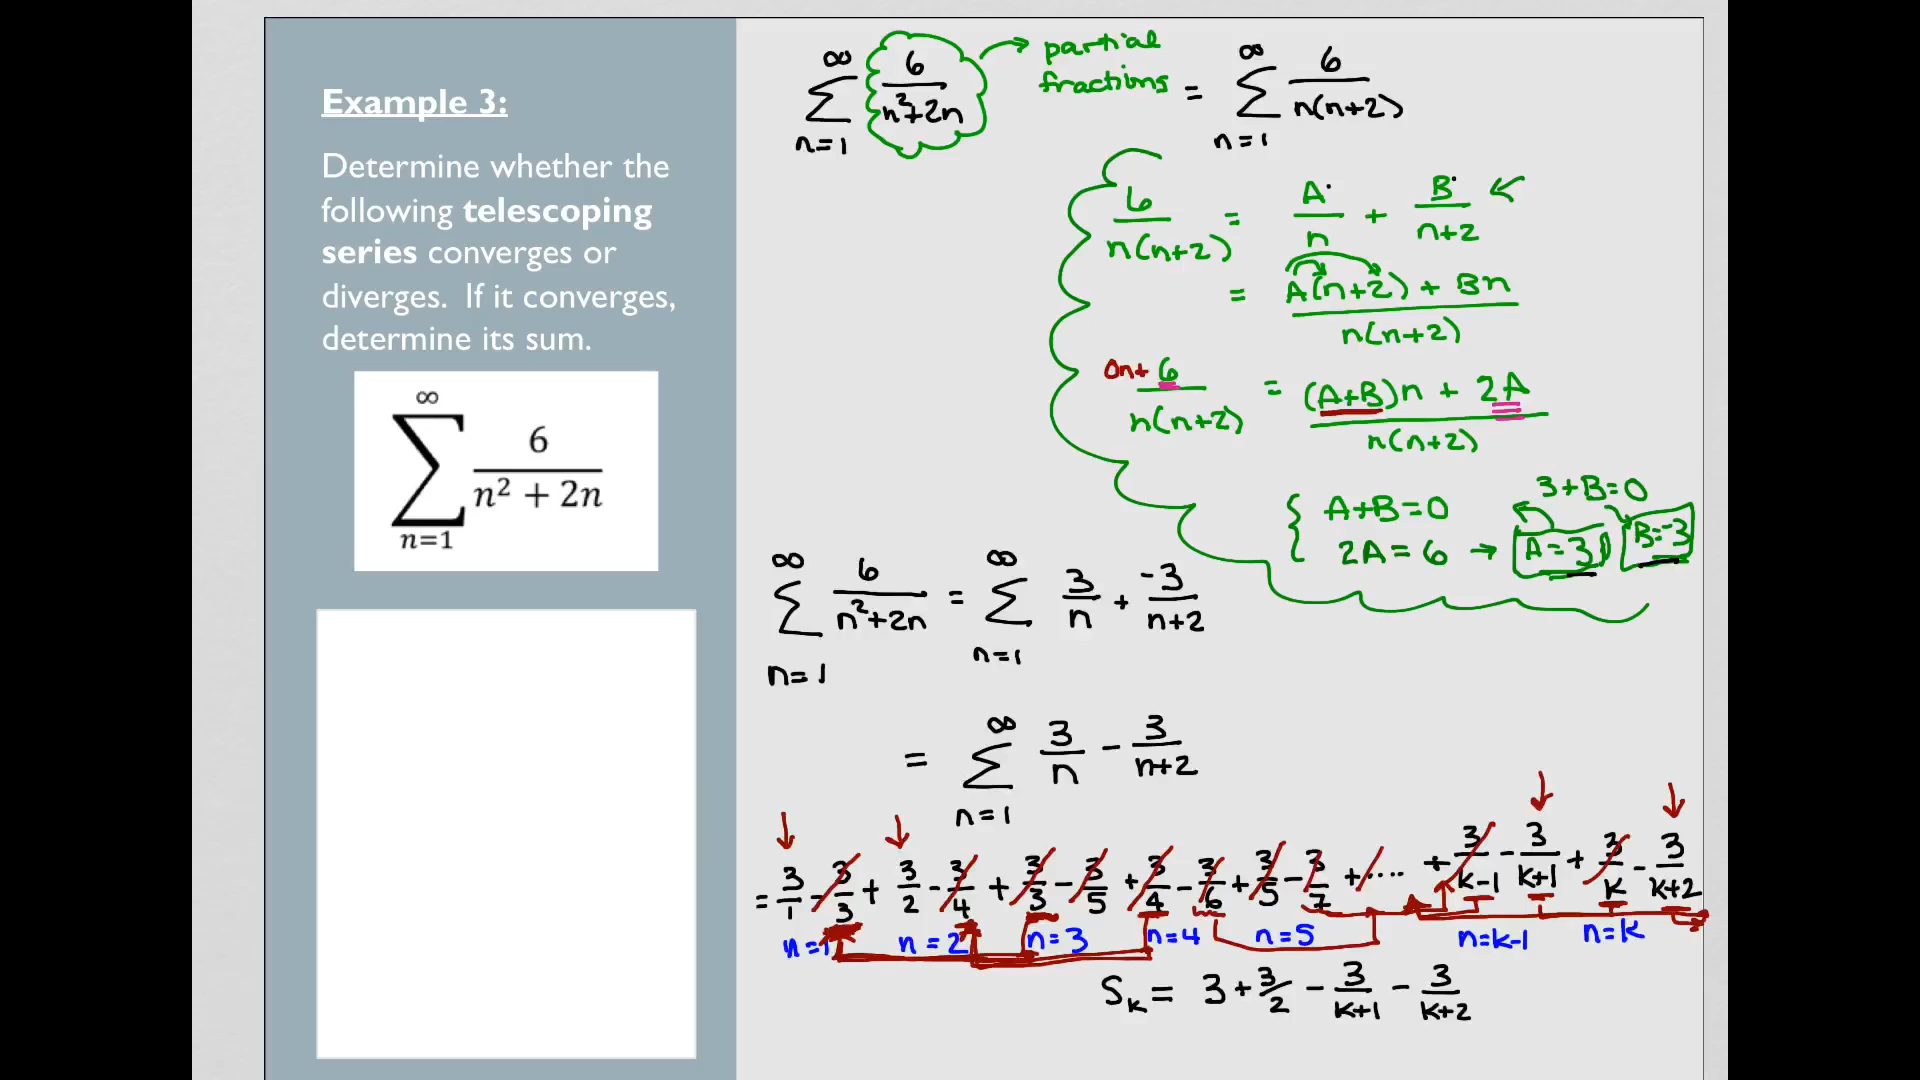 Example 3:
Determine whether the
following telescoping
series converges or
diverges. If it converges,
determine its sum.
∞
∑ 6/(n² + 2n)
n=1
∞ ∞
∑ 6/(n²+2n) → partial fractions = ∑ 6/(n(n+2))
n=1 n=1
6/(n(n+2)) = A/n + B/(n+2) ←
= (A(n+2) + Bn)/(n(n+2))
(0n+6)/(n(n+2)) = ((A+B)n + 2A)/(n(n+2))
3+B=0
{ A+B=0
2A=6 → A=3 B=-3
∞ ∞
∑ 6/(n²+2n) = ∑ 3/n + -3/(n+2)
n=1 n=1
∞
= ∑ 3/n - 3/(n+2)
n=1
= 3/1 - 3/3 + 3/2 - 3/4 + 3/3 - 3/5 + 3/4 - 3/6 + 3/5 - 3/7 + .... + 3/(k-1) - 3/(k+1) + 3/k - 3/(k+2)
n=1 n=2 n=3 n=4 n=5 n=k-1 n=k
Sₖ = 3 + 3/2 - 3/(k+1) - 3/(k+2)